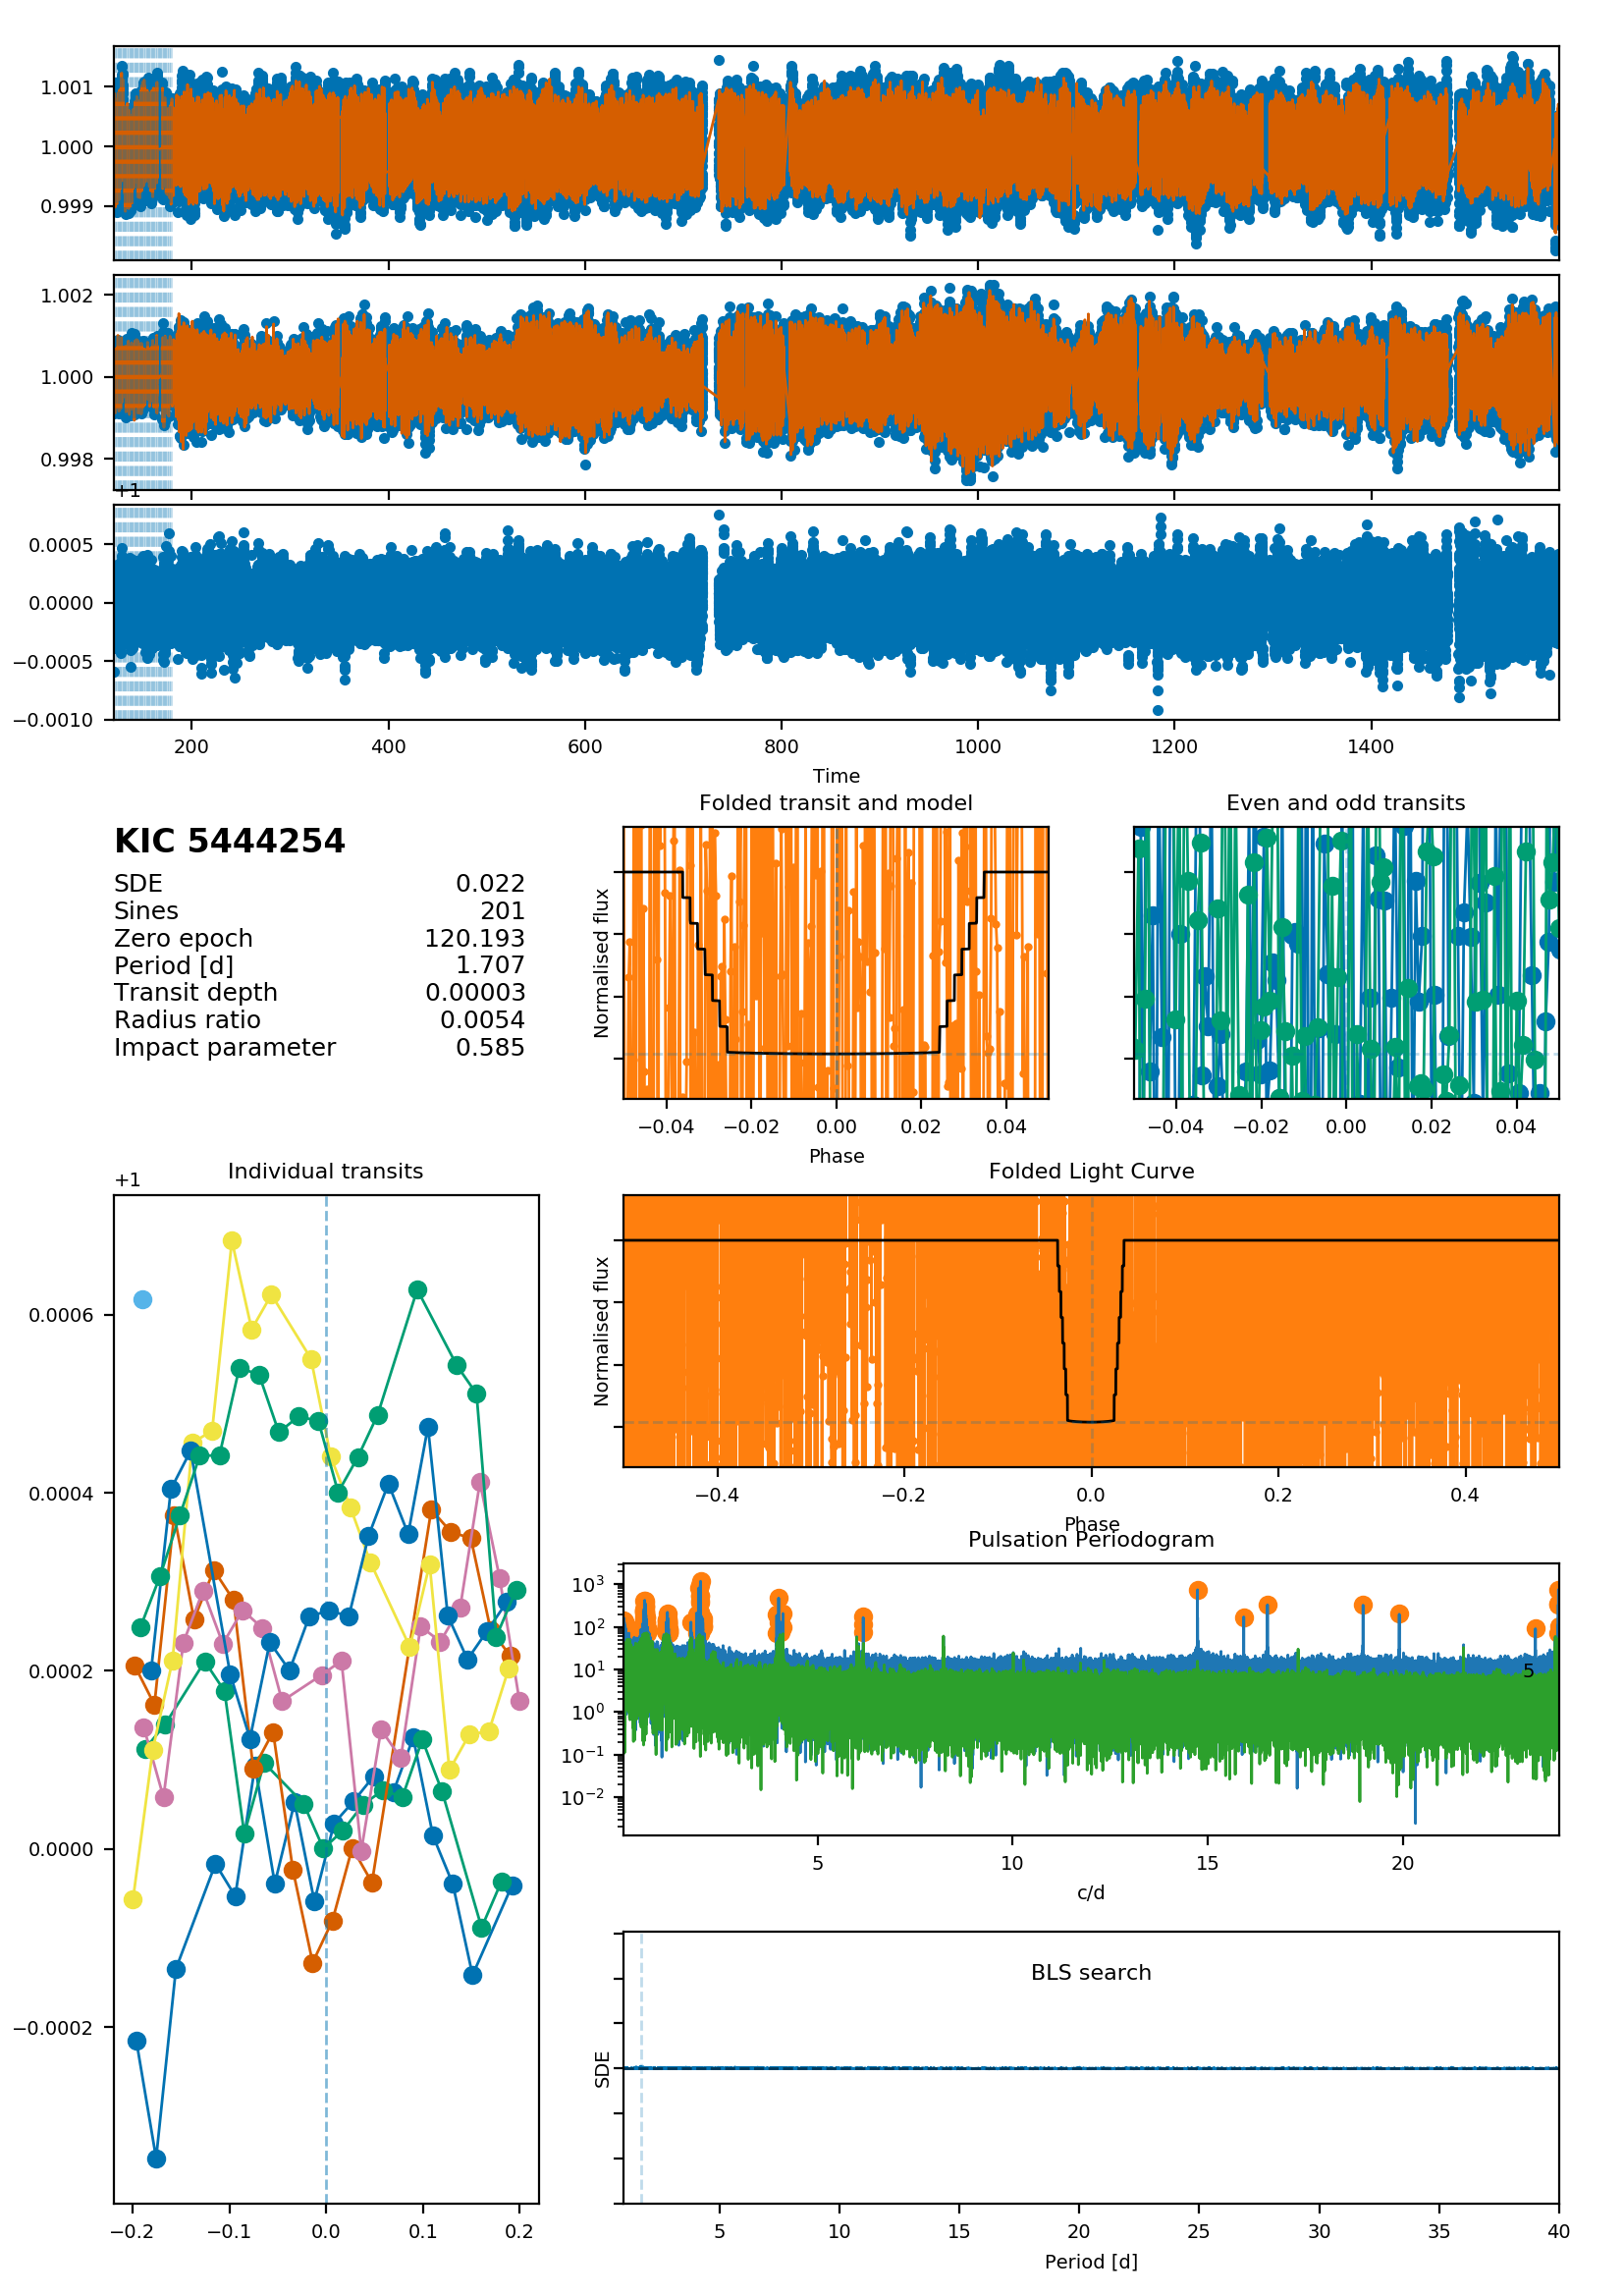 1.001
1.000
0.999
1.002
1.000
0.998
+1
0.0005
0.0000
−0.0005
−0.0010
200 400 600 800 1000 1200 1400
Time
KIC 5444254
SDE 0.022
Sines 201
Zero epoch 120.193
Period [d] 1.707
Transit depth 0.00003
Radius ratio 0.0054
Impact parameter 0.585
Folded transit and model
Normalised flux
−0.04 −0.02 0.00 0.02 0.04
Phase
Even and odd transits
−0.04 −0.02 0.00 0.02 0.04
Individual transits
+1
0.0006
0.0004
0.0002
0.0000
−0.0002
−0.2 −0.1 0.0 0.1 0.2
Folded Light Curve
Normalised flux
−0.4 −0.2 0.0 0.2 0.4
Phase
Pulsation Periodogram
10³
10²
10¹
10⁰
10⁻¹
10⁻²
5
5 10 15 20
c/d
BLS search
SDE
5 10 15 20 25 30 35 40
Period [d]